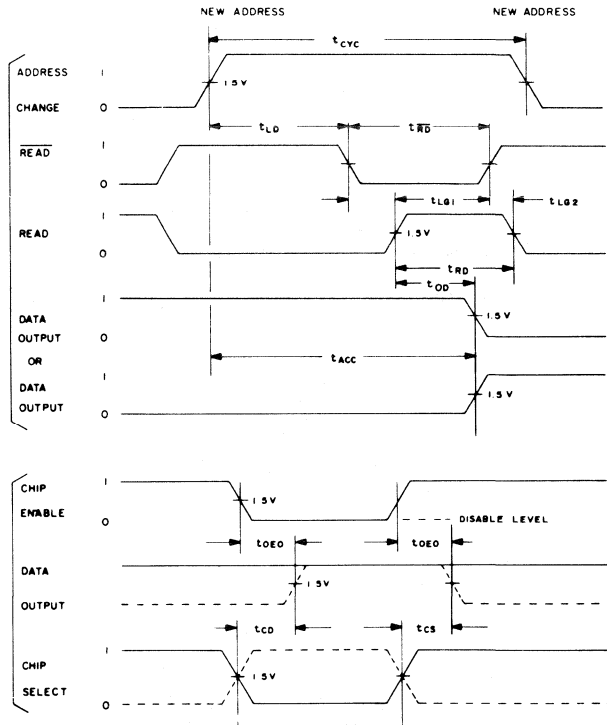 NEW ADDRESS NEW ADDRESS
tCYC
ADDRESS 1
1.5V
CHANGE 0
tLD tRD
READ 1
0
tLG1 tLG2
1
READ 1.5V
0
tRD
tOD
1
DATA 1.5V
OUTPUT 0
OR tACC
1
DATA
OUTPUT 0 1.5V
CHIP 1
1.5V
ENABLE 0 DISABLE LEVEL
tOEO tOEO
DATA
1.5V
OUTPUT
tCD tCS
CHIP 1
1.5V
SELECT 0